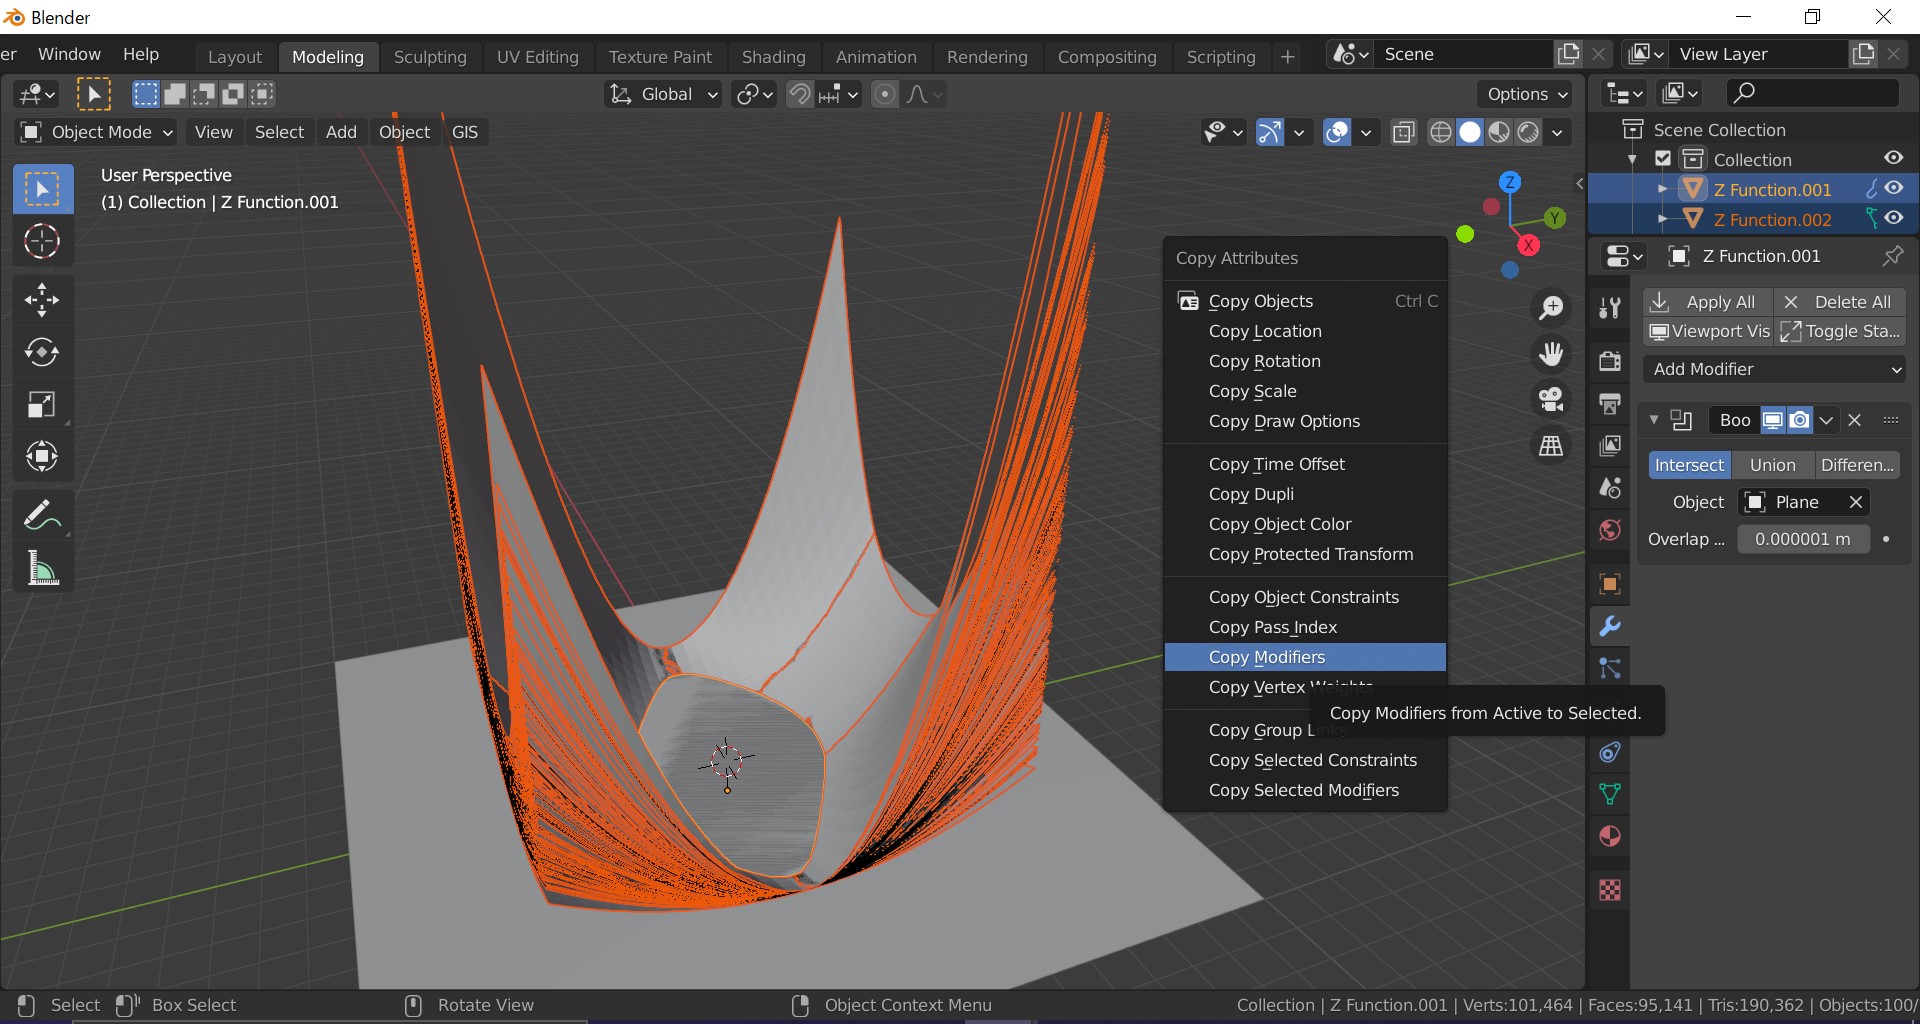 Blender
er Window Help Layout Modeling Sculpting UV Editing Texture Paint Shading Animation Rendering Compositing Scripting + Scene View Layer
Global Options
Object Mode View Select Add Object GIS
User Perspective
(1) Collection | Z Function.001
Z
Y
X
Scene Collection
Collection
Z Function.001
Z Function.002
Z Function.001
Apply All Delete All
Viewport Vis Toggle Sta...
Add Modifier
Boo
Intersect Union Differen...
Object Plane
Overlap ... 0.000001 m
Copy Attributes
Copy Objects Ctrl C
Copy Location
Copy Rotation
Copy Scale
Copy Draw Options
Copy Time Offset
Copy Dupli
Copy Object Color
Copy Protected Transform
Copy Object Constraints
Copy Pass Index
Copy Modifiers
Copy Vertex Weights
Copy Modifiers from Active to Selected.
Copy Group Links
Copy Selected Constraints
Copy Selected Modifiers
Select Box Select Rotate View Object Context Menu Collection | Z Function.001 | Verts:101,464 | Faces:95,141 | Tris:190,362 | Objects:100/